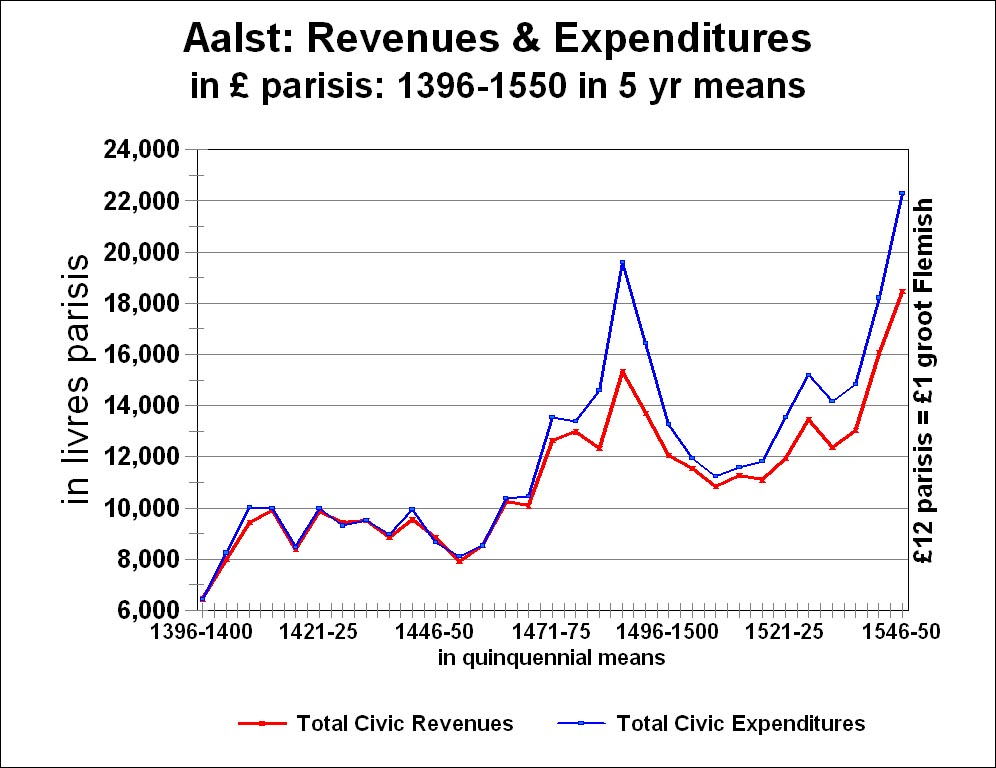 Aalst: Revenues & Expenditures
in £ parisis: 1396-1550 in 5 yr means
24,000
22,000
20,000
18,000
16,000
14,000
12,000
10,000
8,000
6,000
in livres parisis
£12 parisis = £1 groot Flemish
1396-1400 1421-25 1446-50 1471-75 1496-1500 1521-25 1546-50
in quinquennial means
Total Civic Revenues Total Civic Expenditures